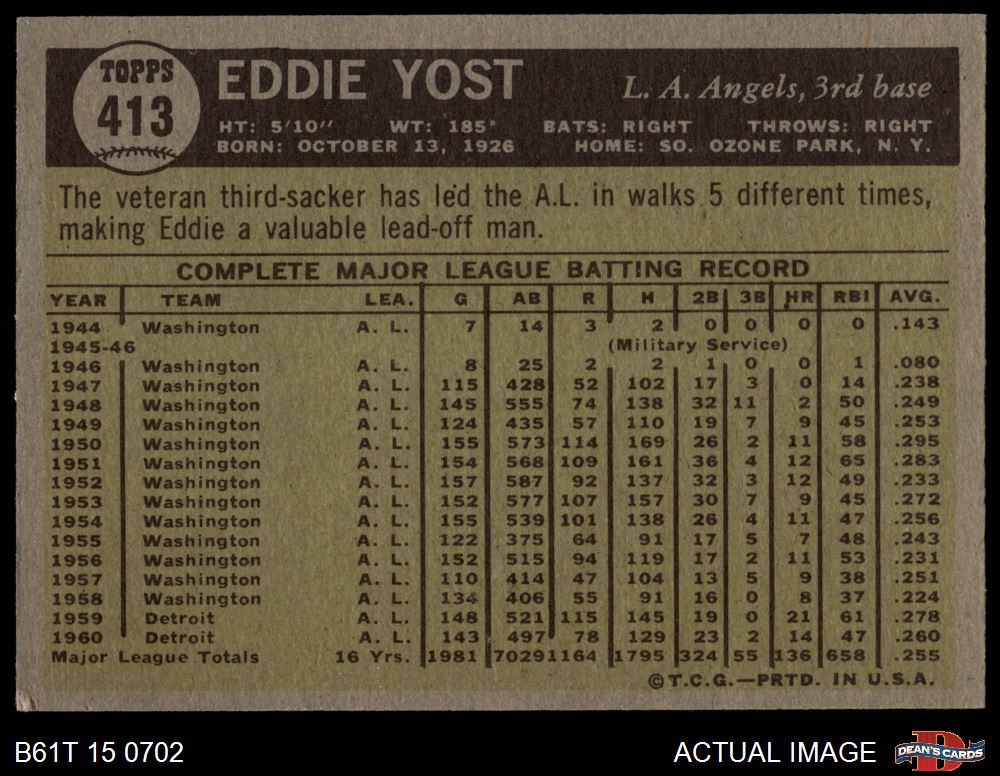 TOPPS
413
EDDIE YOST
L. A. Angels, 3rd base
HT: 5'10" WT: 185" BATS: RIGHT THROWS: RIGHT
BORN: OCTOBER 13, 1926 HOME: SO. OZONE PARK, N. Y.
The veteran third-sacker has led the A.L. in walks 5 different times,
making Eddie a valuable lead-off man.
COMPLETE MAJOR LEAGUE BATTING RECORD
YEAR TEAM LEA. G AB R H 2B 3B HR RBI AVG.
1944 Washington A. L. 7 14 3 2 0 0 0 0 .143
1945-46 (Military Service)
1946 Washington A. L. 8 25 2 2 1 0 0 1 .080
1947 Washington A. L. 115 428 52 102 17 3 0 14 .238
1948 Washington A. L. 145 555 74 138 32 11 2 50 .249
1949 Washington A. L. 124 435 57 110 19 7 9 45 .253
1950 Washington A. L. 155 573 114 169 26 2 11 58 .295
1951 Washington A. L. 154 568 109 161 36 4 12 65 .283
1952 Washington A. L. 157 587 92 137 32 3 12 49 .233
1953 Washington A. L. 152 577 107 157 30 7 9 45 .272
1954 Washington A. L. 155 539 101 138 26 4 11 47 .256
1955 Washington A. L. 122 375 64 91 17 5 7 48 .243
1956 Washington A. L. 152 515 94 119 17 2 11 53 .231
1957 Washington A. L. 110 414 47 104 13 5 9 38 .251
1958 Washington A. L. 134 406 55 91 16 0 8 37 .224
1959 Detroit A. L. 148 521 115 145 19 0 21 61 .278
1960 Detroit A. L. 143 497 78 129 23 2 14 47 .260
Major League Totals 16 Yrs. 1981 7029 1164 1795 324 55 136 658 .255
©T.C.G.—PRTD. IN U.S.A.
B61T 15 0702 ACTUAL IMAGE DEAN'S CARDS